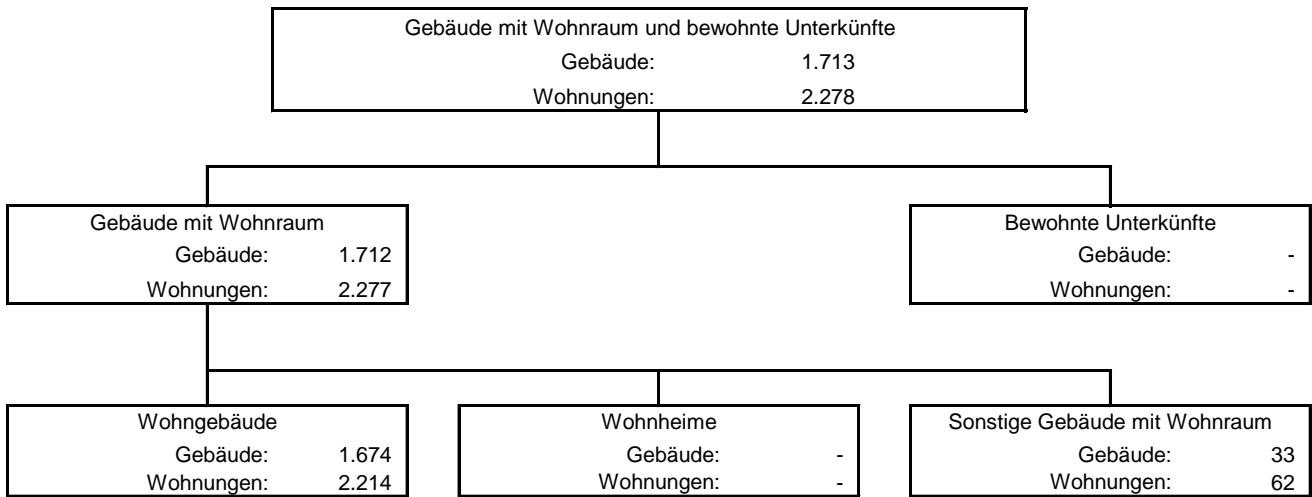 Gebäude mit Wohnraum und bewohnte Unterkünfte
Gebäude: 1.713
Wohnungen: 2.278
Gebäude mit Wohnraum
Gebäude: 1.712
Wohnungen: 2.277
Bewohnte Unterkünfte
Gebäude: -
Wohnungen: -
Wohngebäude
Gebäude: 1.674
Wohnungen: 2.214
Wohnheime
Gebäude: -
Wohnungen: -
Sonstige Gebäude mit Wohnraum
Gebäude: 33
Wohnungen: 62